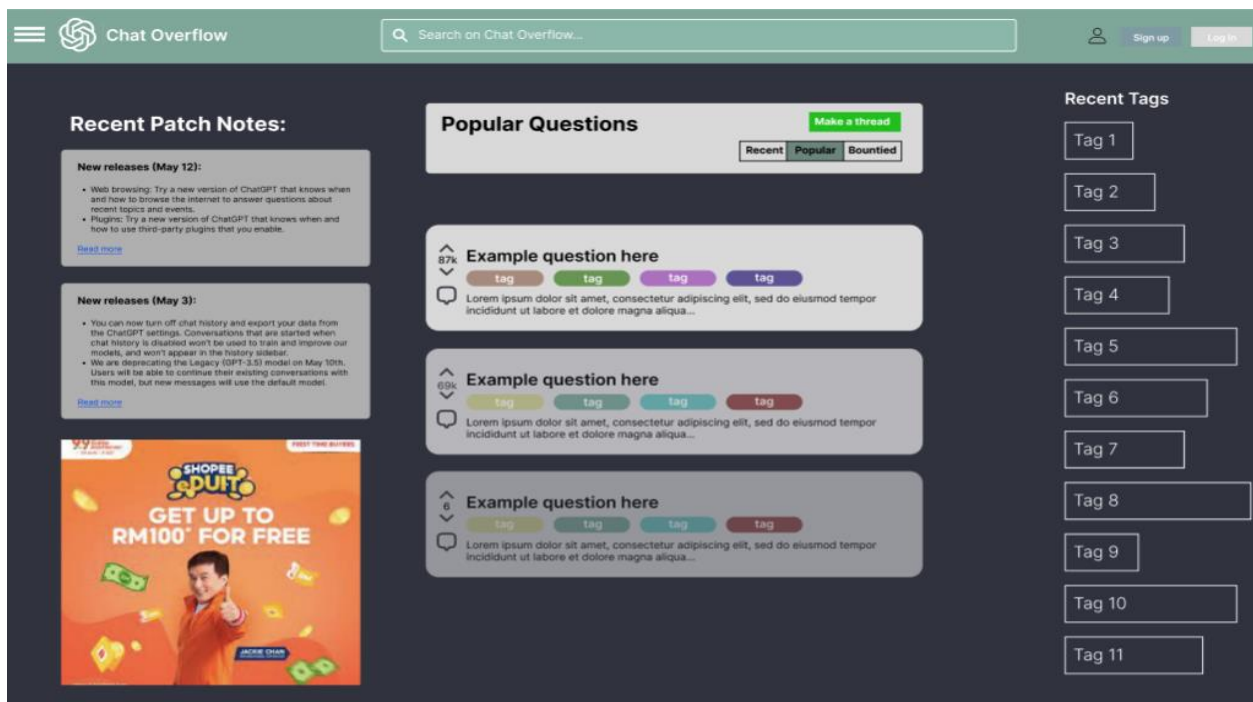 Chat Overflow
Search on Chat Overflow...
Sign up
Log in
Recent Patch Notes:
New releases (May 12):
• Web browsing: Try a new version of ChatGPT that knows when
and how to browse the internet to answer questions about
recent topics and events.
• Plugins: Try a new version of ChatGPT that knows when and
how to use third-party plugins that you enable.
Read more
New releases (May 3):
• You can now turn off chat history and export your data from
the ChatGPT settings. Conversations that are started when
chat history is disabled won't be used to train and improve our
models, and won't appear in the history sidebar.
• We are deprecating the Legacy (GPT-3.5) model on May 10th.
Users will be able to continue their existing conversations with
this model, but new messages will use the default model.
Read more
9.9
FIRST TIME BUYERS
SHOPEE
DUIT
GET UP TO
RM100* FOR FREE
JACKIE CHAN
Popular Questions
Make a thread
Recent Popular Bountied
87k
Example question here
tag tag tag tag
Lorem ipsum dolor sit amet, consectetur adipiscing elit, sed do eiusmod tempor
incididunt ut labore et dolore magna aliqua...
69k
Example question here
tag tag tag tag
Lorem ipsum dolor sit amet, consectetur adipiscing elit, sed do eiusmod tempor
incididunt ut labore et dolore magna aliqua...
6
Example question here
tag tag tag tag
Lorem ipsum dolor sit amet, consectetur adipiscing elit, sed do eiusmod tempor
incididunt ut labore et dolore magna aliqua...
Recent Tags
Tag 1
Tag 2
Tag 3
Tag 4
Tag 5
Tag 6
Tag 7
Tag 8
Tag 9
Tag 10
Tag 11